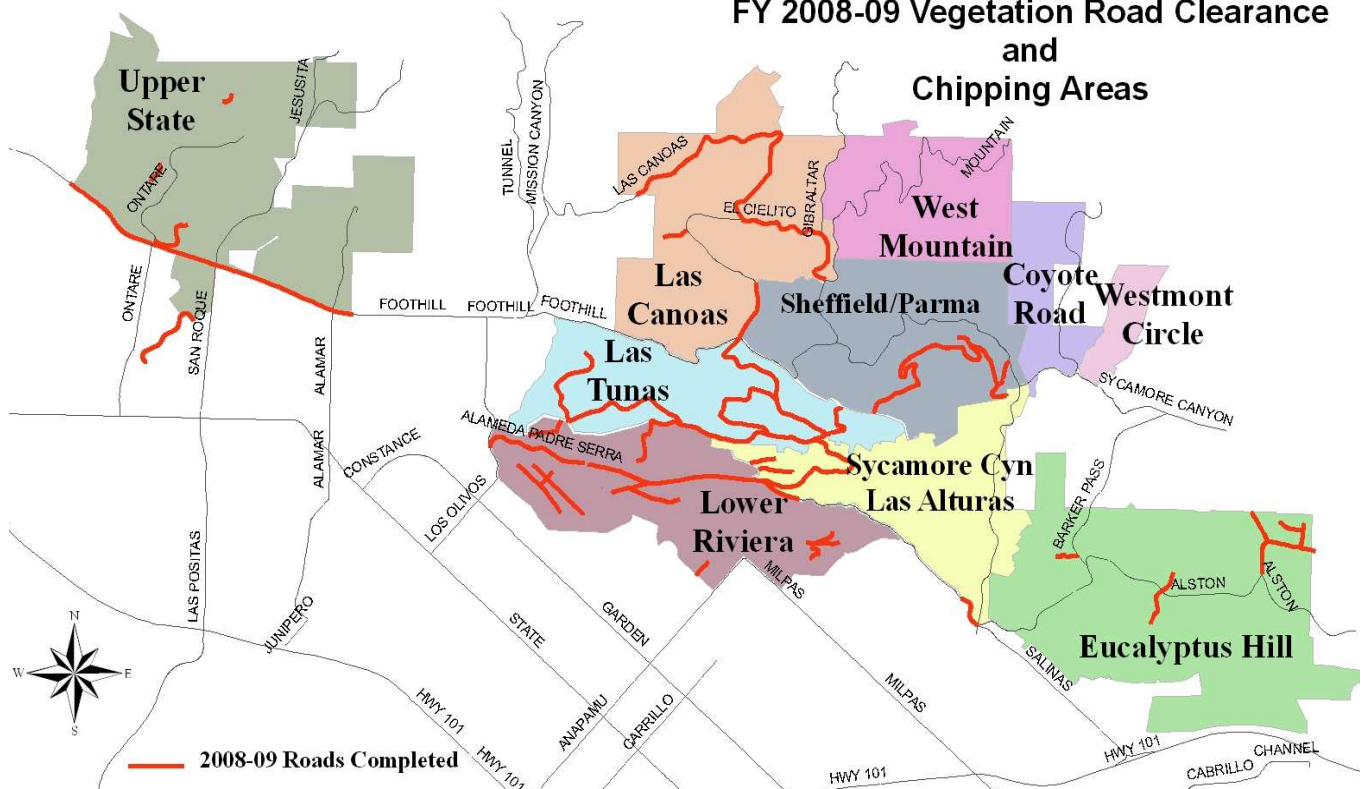 FY 2008-09 Vegetation Road Clearance
and
Chipping Areas
Upper
State
JESUSITA
ONTARE
ONTARE
SAN ROQUE
TUNNEL
MISSION CANYON
LAS CANOAS
EL CIELITO
GIBRALTAR
MOUNTAIN
West
Mountain
Las
Canoas
Sheffield/Parma
Coyote
Road
Westmont
Circle
FOOTHILL
FOOTHILL
FOOTHILL
Las
Tunas
SYCAMORE CANYON
ALAMAR
ALAMAR
CONSTANCE
ALAMEDA PADRE SERRA
LOS OLIVOS
Sycamore Cyn
Las Alturas
Lower
Riviera
BARKER PASS
ALSTON
ALSTON
Eucalyptus Hill
LAS POSITAS
JUNIPERO
STATE
GARDEN
MILPAS
MILPAS
SALINAS
ANAPAMU
CARRILLO
HWY 101
HWY 101
HWY 101
HWY 101
CHANNEL
CABRILLO
N
W
E
S
2008-09 Roads Completed